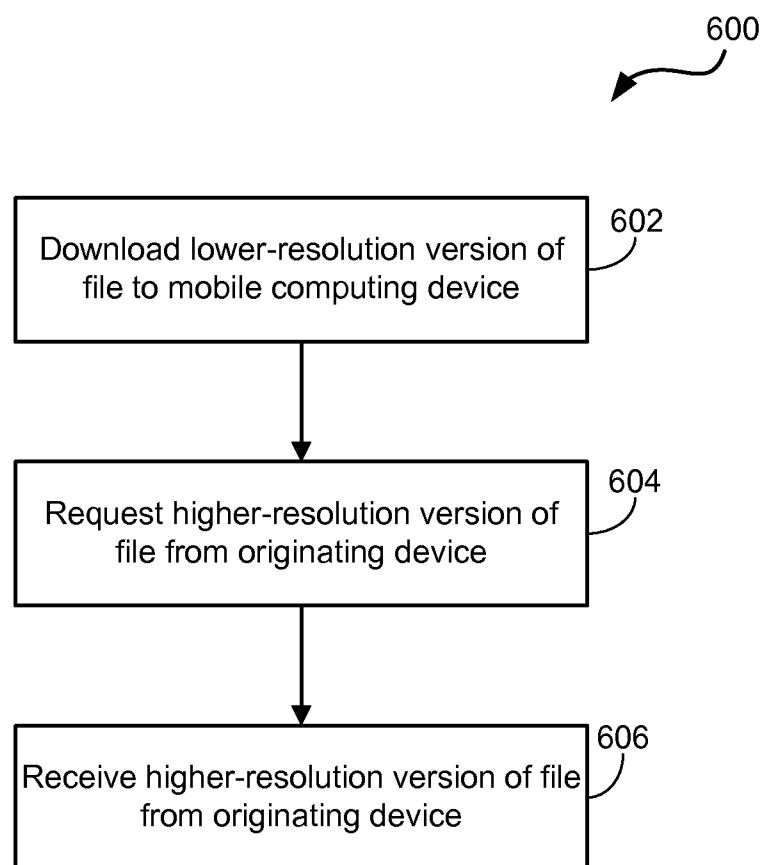 600
Download lower-resolution version of
file to mobile computing device
602
Request higher-resolution version of
file from originating device
604
Receive higher-resolution version of file
from originating device
606